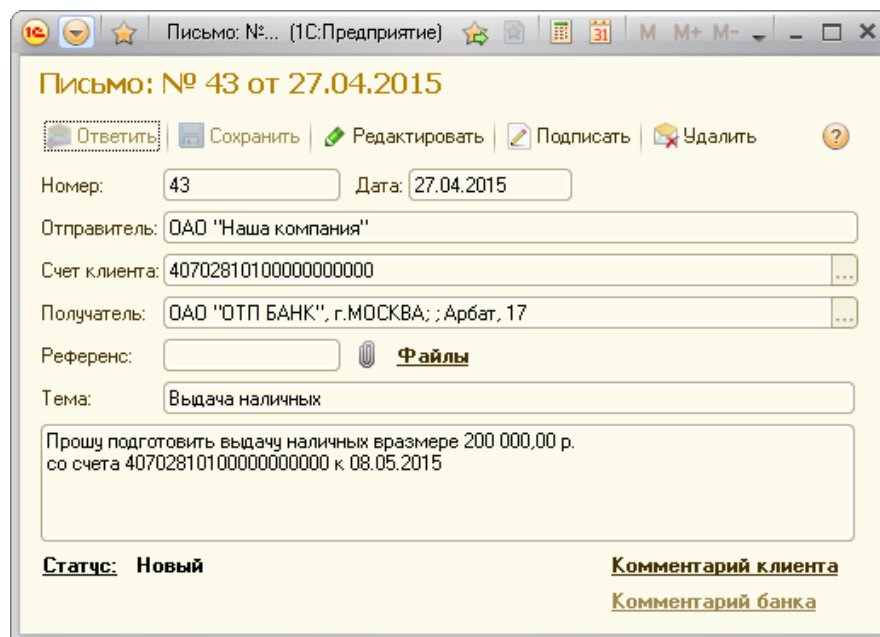 Письмо: №... (1С:Предприятие) 31 M M+ M-
Письмо: № 43 от 27.04.2015
Ответить Сохранить Редактировать Подписать Удалить ?
Номер: 43 Дата: 27.04.2015
Отправитель: ОАО "Наша компания"
Счет клиента: 40702810100000000000 ...
Получатель: ОАО "ОТП БАНК", г.МОСКВА; ; Арбат, 17 ...
Референс: Файлы
Тема: Выдача наличных
Прошу подготовить выдачу наличных вразмере 200 000,00 р.
со счета 40702810100000000000 к 08.05.2015
Статус: Новый Комментарий клиента
Комментарий банка